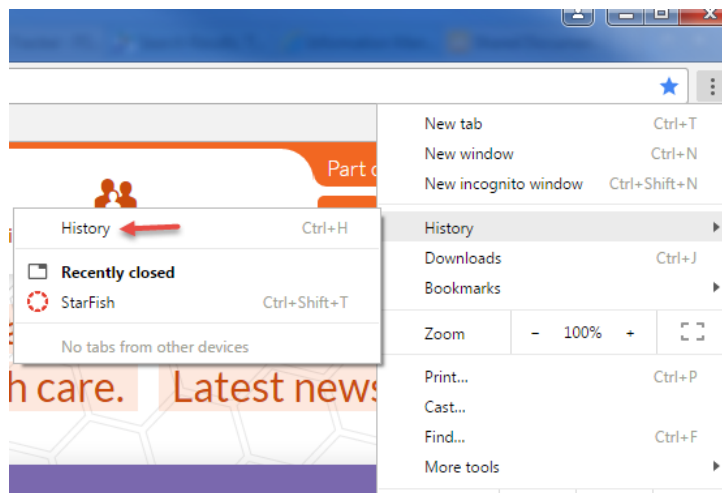 New tab Ctrl+T
New window Ctrl+N
New incognito window Ctrl+Shift+N
Part
History Ctrl+H
History
Recently closed
Downloads Ctrl+J
StarFish Ctrl+Shift+T
Bookmarks
Zoom - 100% +
No tabs from other devices
h care. Latest news
Print... Ctrl+P
Cast...
Find... Ctrl+F
More tools